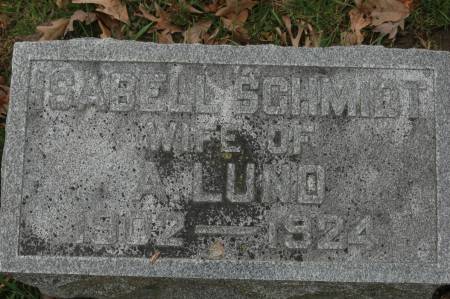 ISABELL SCHMIDT
WIFE OF
A. LUND
1902 — 1924